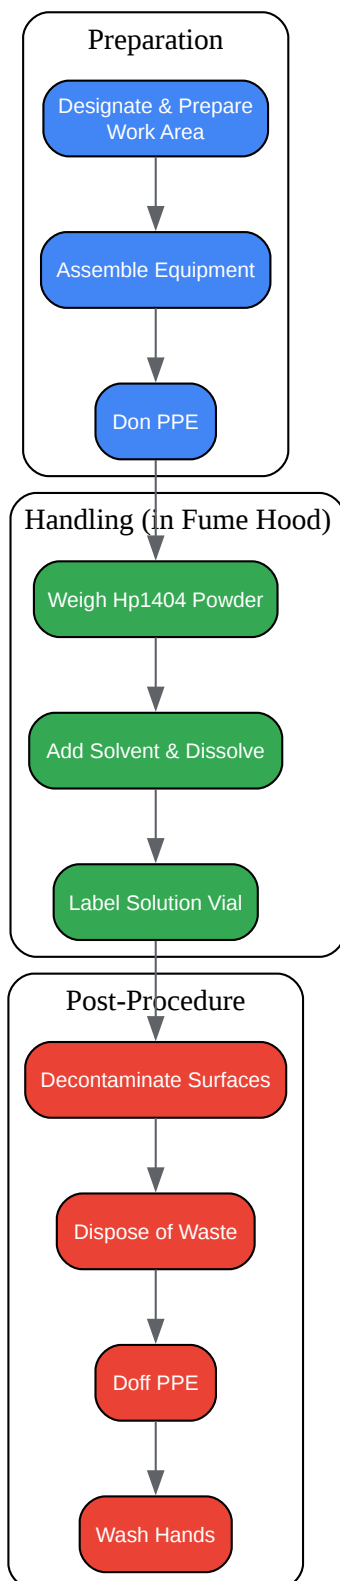 Preparation
Designate & Prepare
Work Area
Assemble Equipment
Don PPE
Handling (in Fume Hood)
Weigh Hp1404 Powder
Add Solvent & Dissolve
Label Solution Vial
Post-Procedure
Decontaminate Surfaces
Dispose of Waste
Doff PPE
Wash Hands